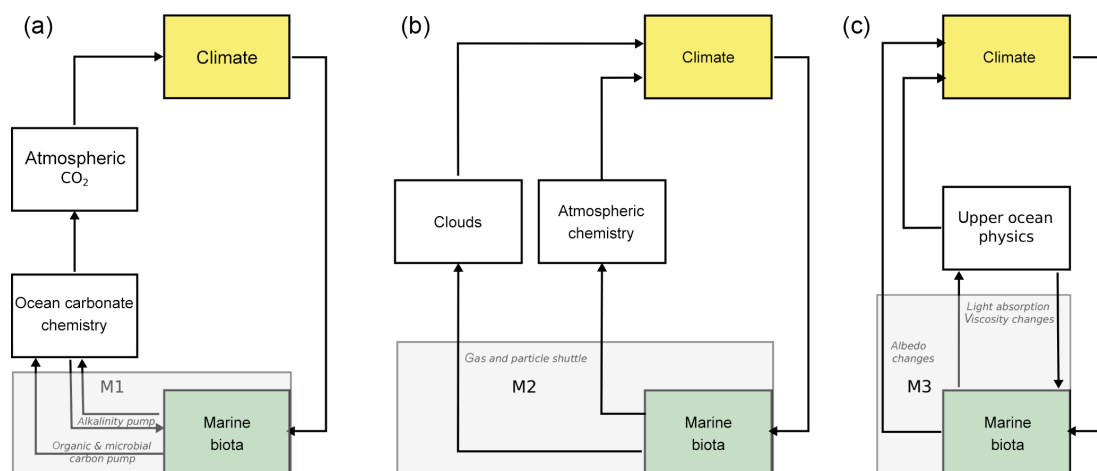 (a)
Climate
Atmospheric
CO₂
Ocean carbonate
chemistry
M1
Alkalinity pump
Organic & microbial
carbon pump
Marine
biota
(b)
Climate
Clouds
Atmospheric
chemistry
Gas and particle shuttle
M2
Marine
biota
(c)
Climate
Upper ocean
physics
Light absorption
Viscosity changes
Albedo
changes
M3
Marine
biota